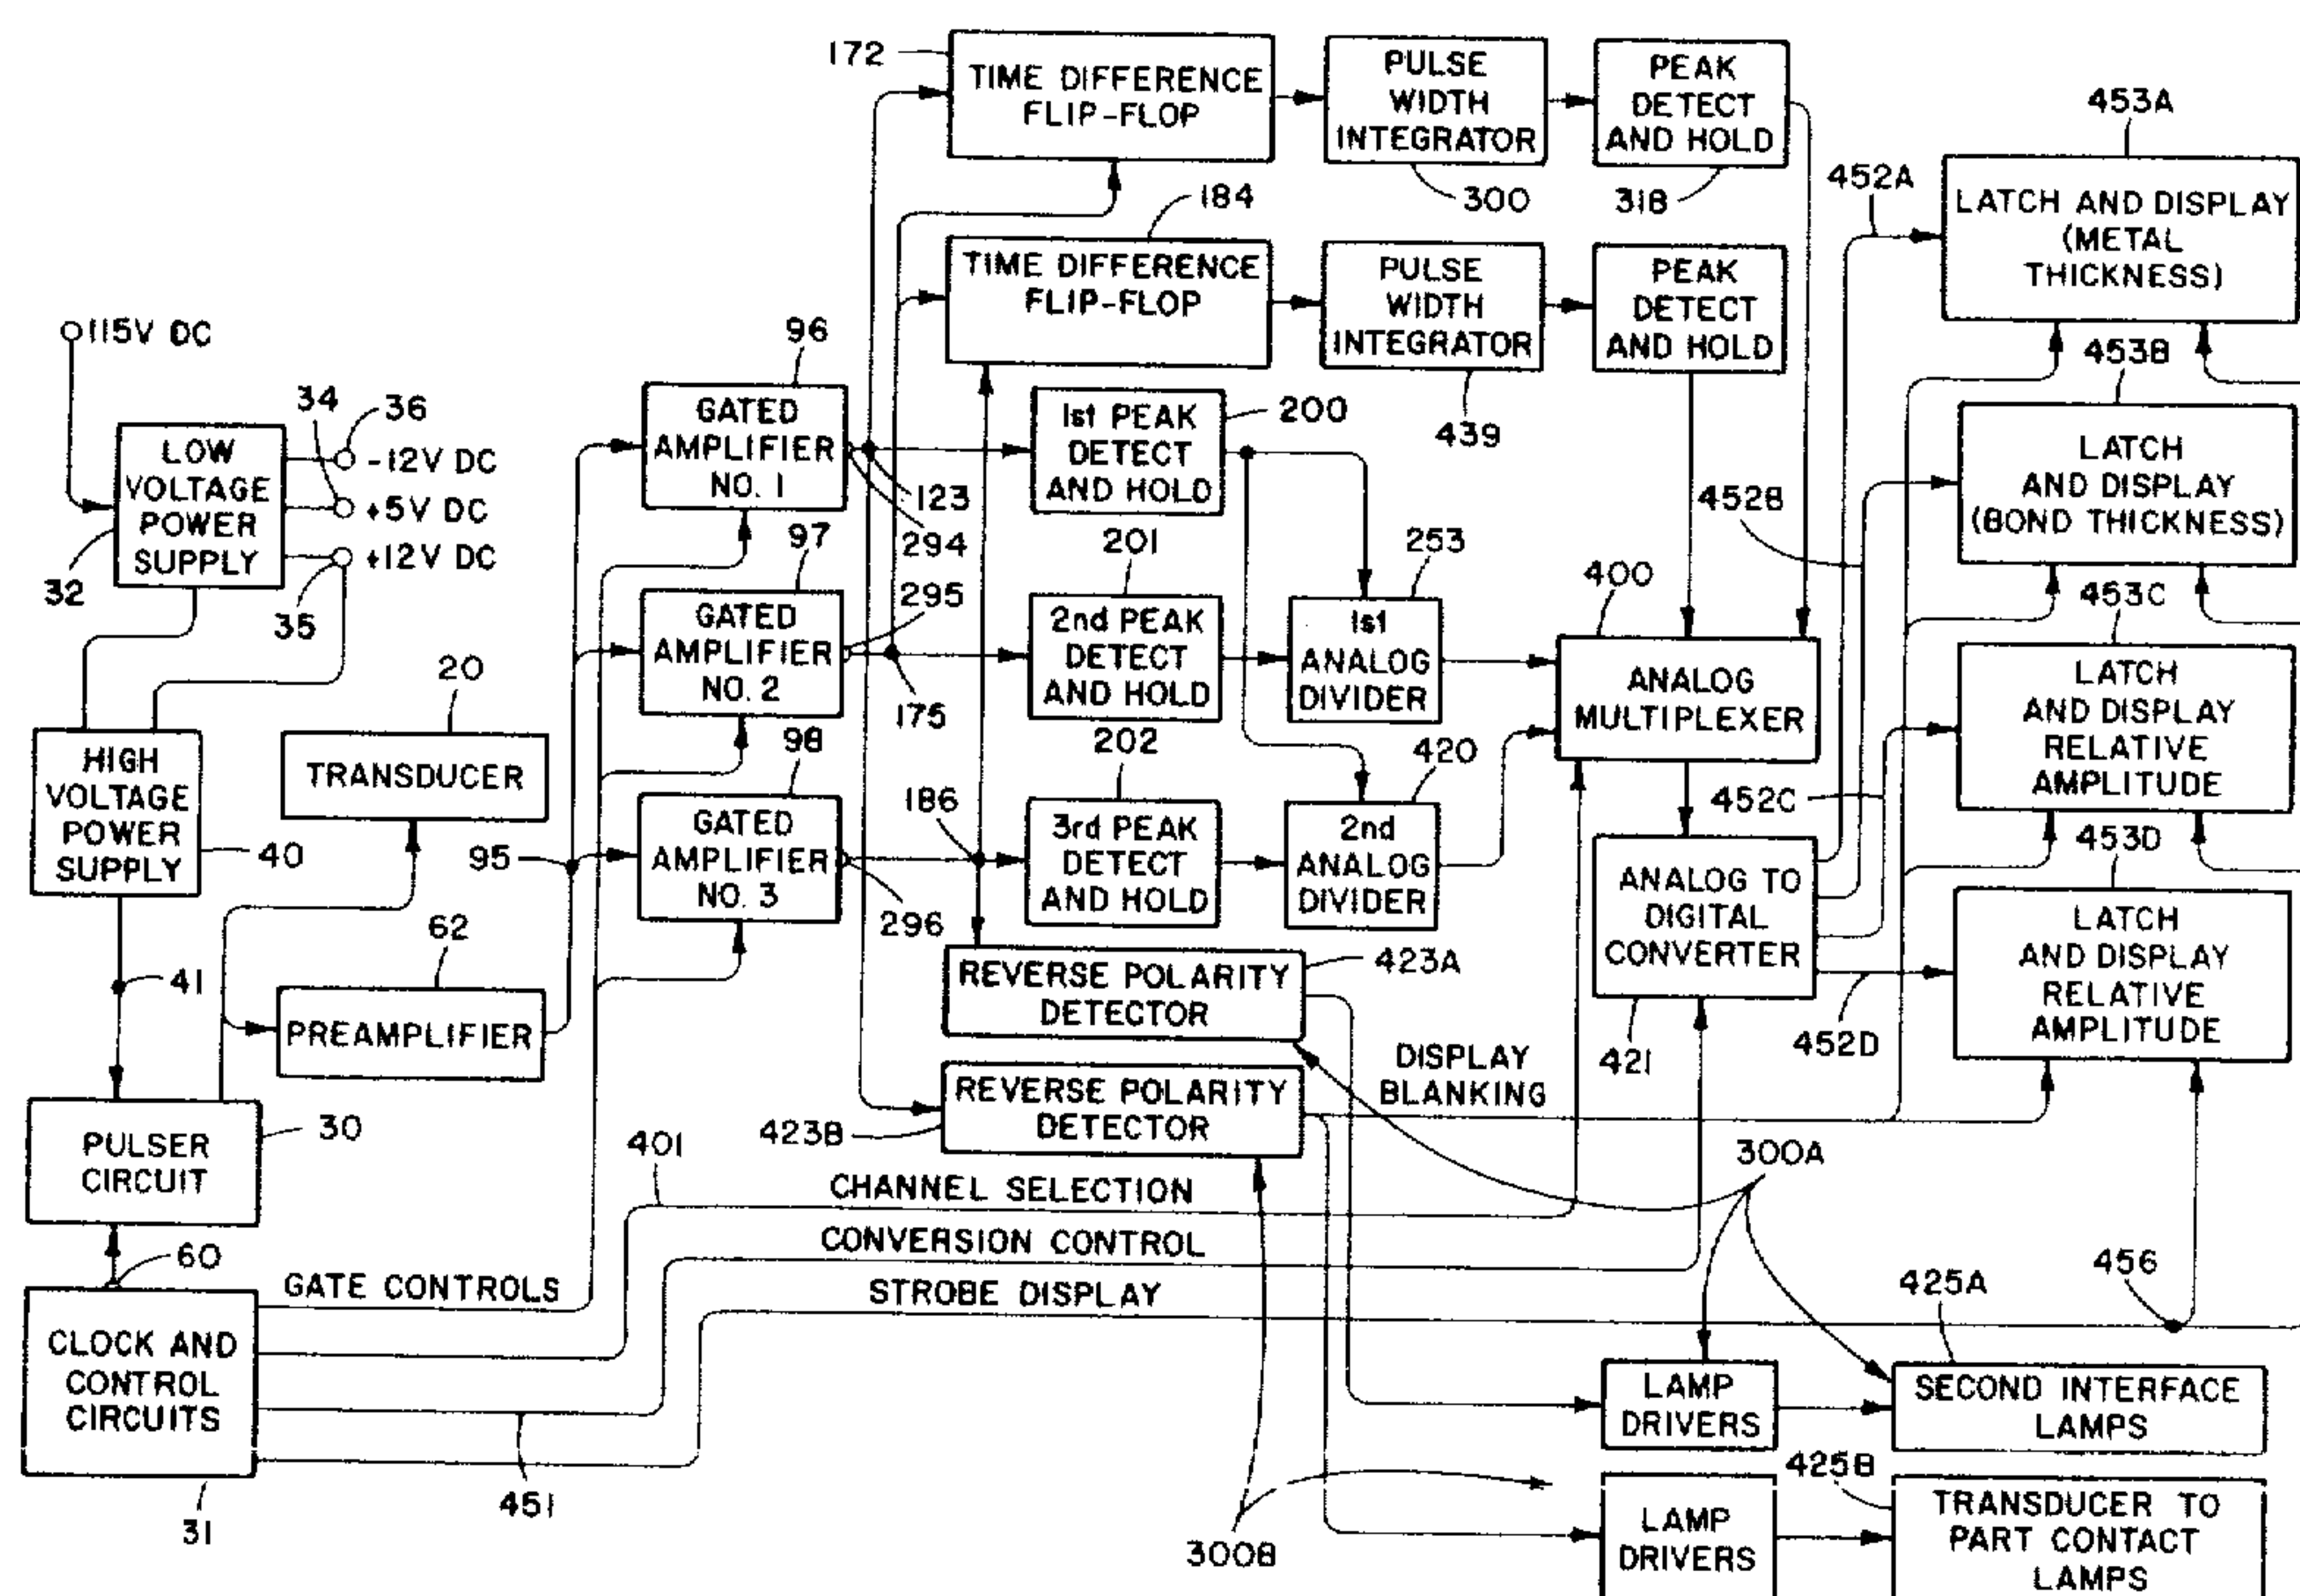 172
TIME DIFFERENCE
FLIP-FLOP
PULSE
WIDTH
INTEGRATOR
300
PEAK
DETECT
AND HOLD
318
453A
452A
LATCH AND DISPLAY
(METAL
THICKNESS)
184
TIME DIFFERENCE
FLIP-FLOP
PULSE
WIDTH
INTEGRATOR
439
PEAK
DETECT
AND HOLD
115V DC
34
36
LOW
VOLTAGE
POWER
SUPPLY
-12V DC
+5V DC
+12V DC
32
35
96
GATED
AMPLIFIER
NO. 1
123
294
1st PEAK
DETECT
AND HOLD
200
453B
LATCH
AND DISPLAY
(BOND THICKNESS)
452B
97
GATED
AMPLIFIER
NO. 2
295
175
201
2nd PEAK
DETECT
AND HOLD
253
1st
ANALOG
DIVIDER
400
ANALOG
MULTIPLEXER
453C
LATCH
AND DISPLAY
RELATIVE
AMPLITUDE
452C
HIGH
VOLTAGE
POWER
SUPPLY
40
20
TRANSDUCER
95
98
GATED
AMPLIFIER
NO. 3
186
296
202
3rd PEAK
DETECT
AND HOLD
420
2nd
ANALOG
DIVIDER
ANALOG TO
DIGITAL
CONVERTER
421
453D
LATCH
AND DISPLAY
RELATIVE
AMPLITUDE
452D
41
62
PREAMPLIFIER
REVERSE POLARITY
DETECTOR
423A
DISPLAY
BLANKING
PULSER
CIRCUIT
30
REVERSE POLARITY
DETECTOR
423B
401
CHANNEL SELECTION
300A
CONVERSION CONTROL
60
GATE CONTROLS
STROBE DISPLAY
456
425A
CLOCK AND
CONTROL
CIRCUITS
31
451
LAMP
DRIVERS
SECOND INTERFACE
LAMPS
300B
425B
LAMP
DRIVERS
TRANSDUCER TO
PART CONTACT
LAMPS